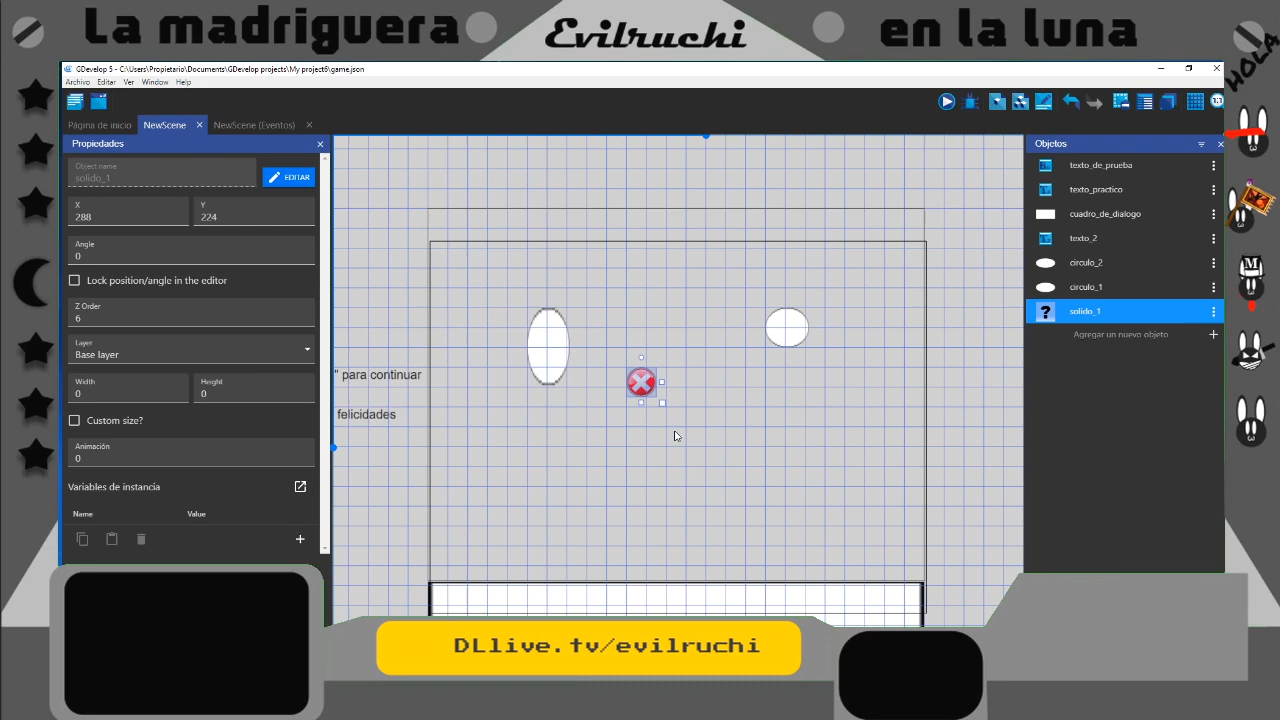 La madriguera
Evilruchi
en la luna
HOLA
GDevelop 5 - C:\Users\Propietario\Documents\GDevelop projects\My project6\game.json
Archivo Editar Ver Window Help
1:1
Página de inicio
NewScene
NewScene (Eventos)
Propiedades
Object name
solido_1
EDITAR
X
288
Y
224
Angle
0
Lock position/angle in the editor
Z Order
6
Layer
Base layer
Width
0
Height
0
Custom size?
Animación
0
Variables de instancia
Name
Value
" para continuar
felicidades
Objetos
texto_de_prueba
texto_practico
cuadro_de_dialogo
texto_2
circulo_2
circulo_1
? solido_1
Agregar un nuevo objeto
M
DLlive.tv/evilruchi